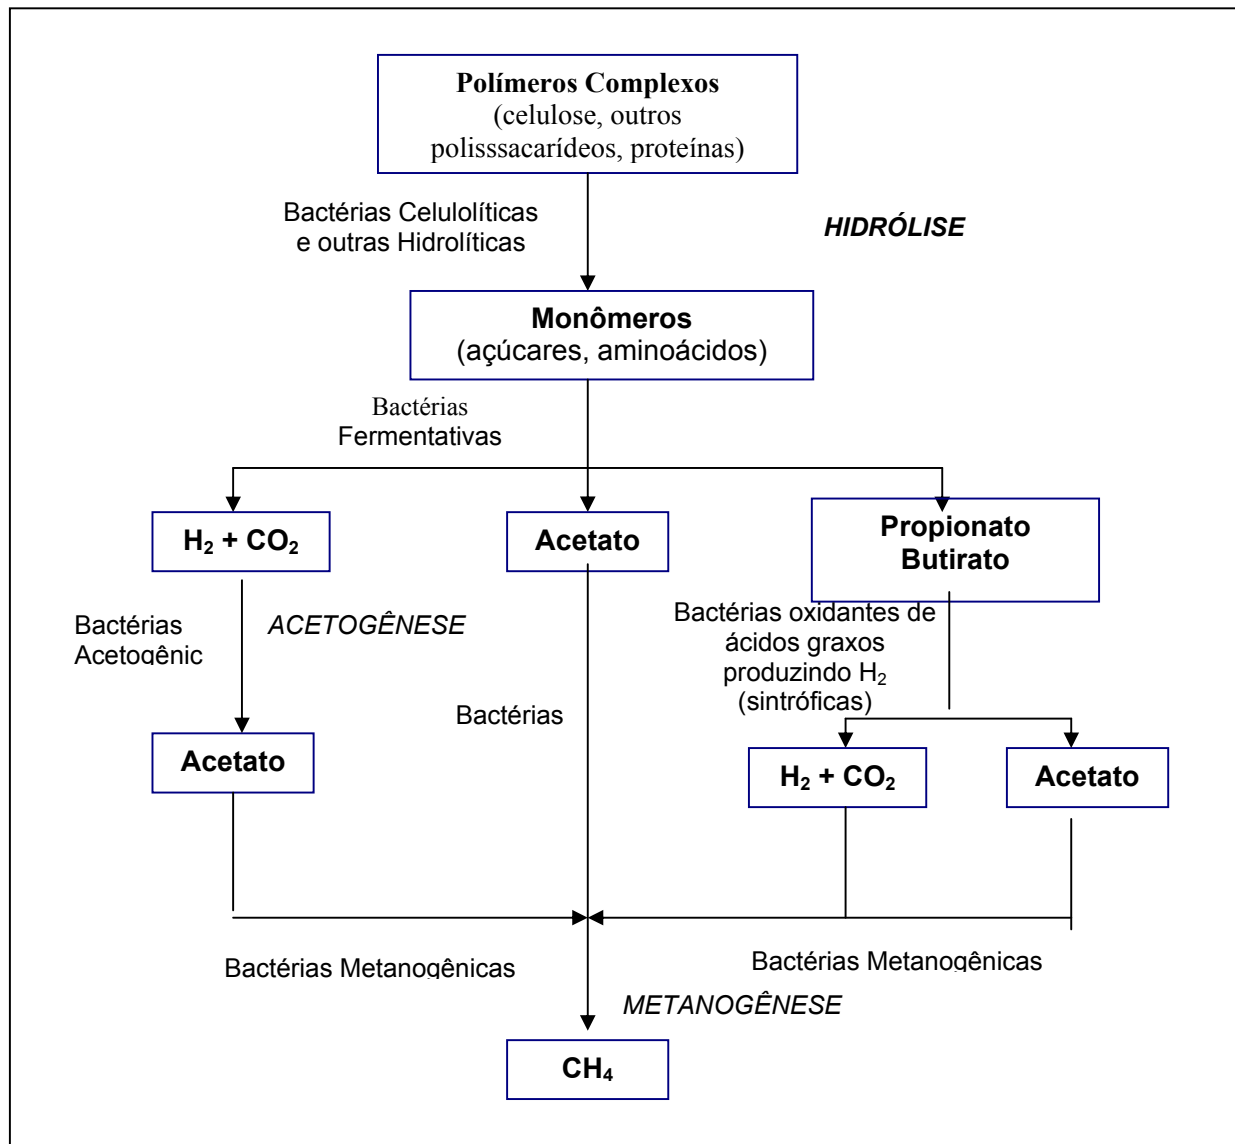 Polímeros Complexos
(celulose, outros
polisssacarídeos, proteínas)
Bactérias Celulolíticas
e outras Hidrolíticas
HIDRÓLISE
Monômeros
(açúcares, aminoácidos)
Bactérias
Fermentativas
H₂ + CO₂
Acetato
Propionato
Butirato
Bactérias
Acetogênic
ACETOGÊNESE
Bactérias oxidantes de
ácidos graxos
produzindo H₂
(sintróficas)
Bactérias
Acetato
H₂ + CO₂
Acetato
Bactérias Metanogênicas
Bactérias Metanogênicas
METANOGÊNESE
CH₄